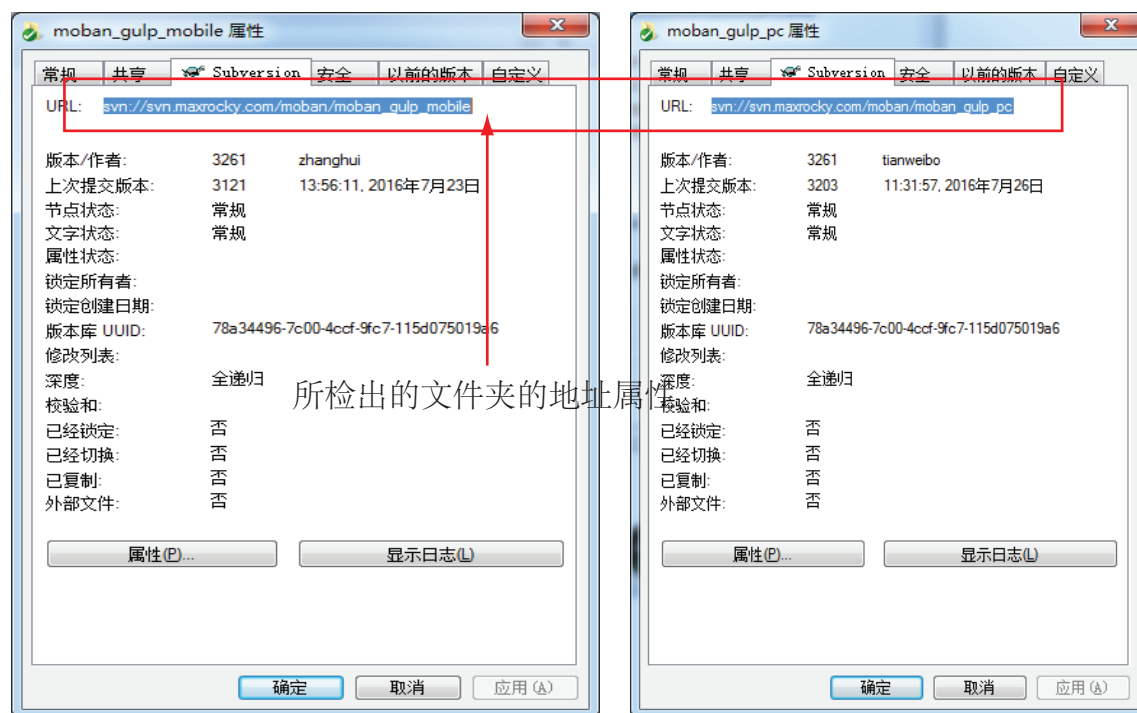 moban_gulp_mobile 属性
常规 共享 Subversion 安全 以前的版本 自定义
URL: svn://svn.maxrocky.com/moban/moban_gulp_mobile
版本/作者: 3261 zhanghui
上次提交版本: 3121 13:56:11, 2016年7月23日
节点状态: 常规
文字状态: 常规
属性状态:
锁定所有者:
锁定创建日期:
版本库 UUID: 78a34496-7c00-4ccf-9fc7-115d075019a6
修改列表:
深度: 全递归
校验和:
已经锁定: 否
已经切换: 否
已复制: 否
外部文件: 否
属性(P)... 显示日志(L)
确定 取消 应用(A)
所检出的文件夹的地址属性
moban_gulp_pc 属性
常规 共享 Subversion 安全 以前的版本 自定义
URL: svn://svn.maxrocky.com/moban/moban_gulp_pc
版本/作者: 3261 tianweibo
上次提交版本: 3203 11:31:57, 2016年7月26日
节点状态: 常规
文字状态: 常规
属性状态:
锁定所有者:
锁定创建日期:
版本库 UUID: 78a34496-7c00-4ccf-9fc7-115d075019a6
修改列表:
深度: 全递归
校验和:
已经锁定: 否
已经切换: 否
已复制: 否
外部文件: 否
属性(P)... 显示日志(L)
确定 取消 应用(A)